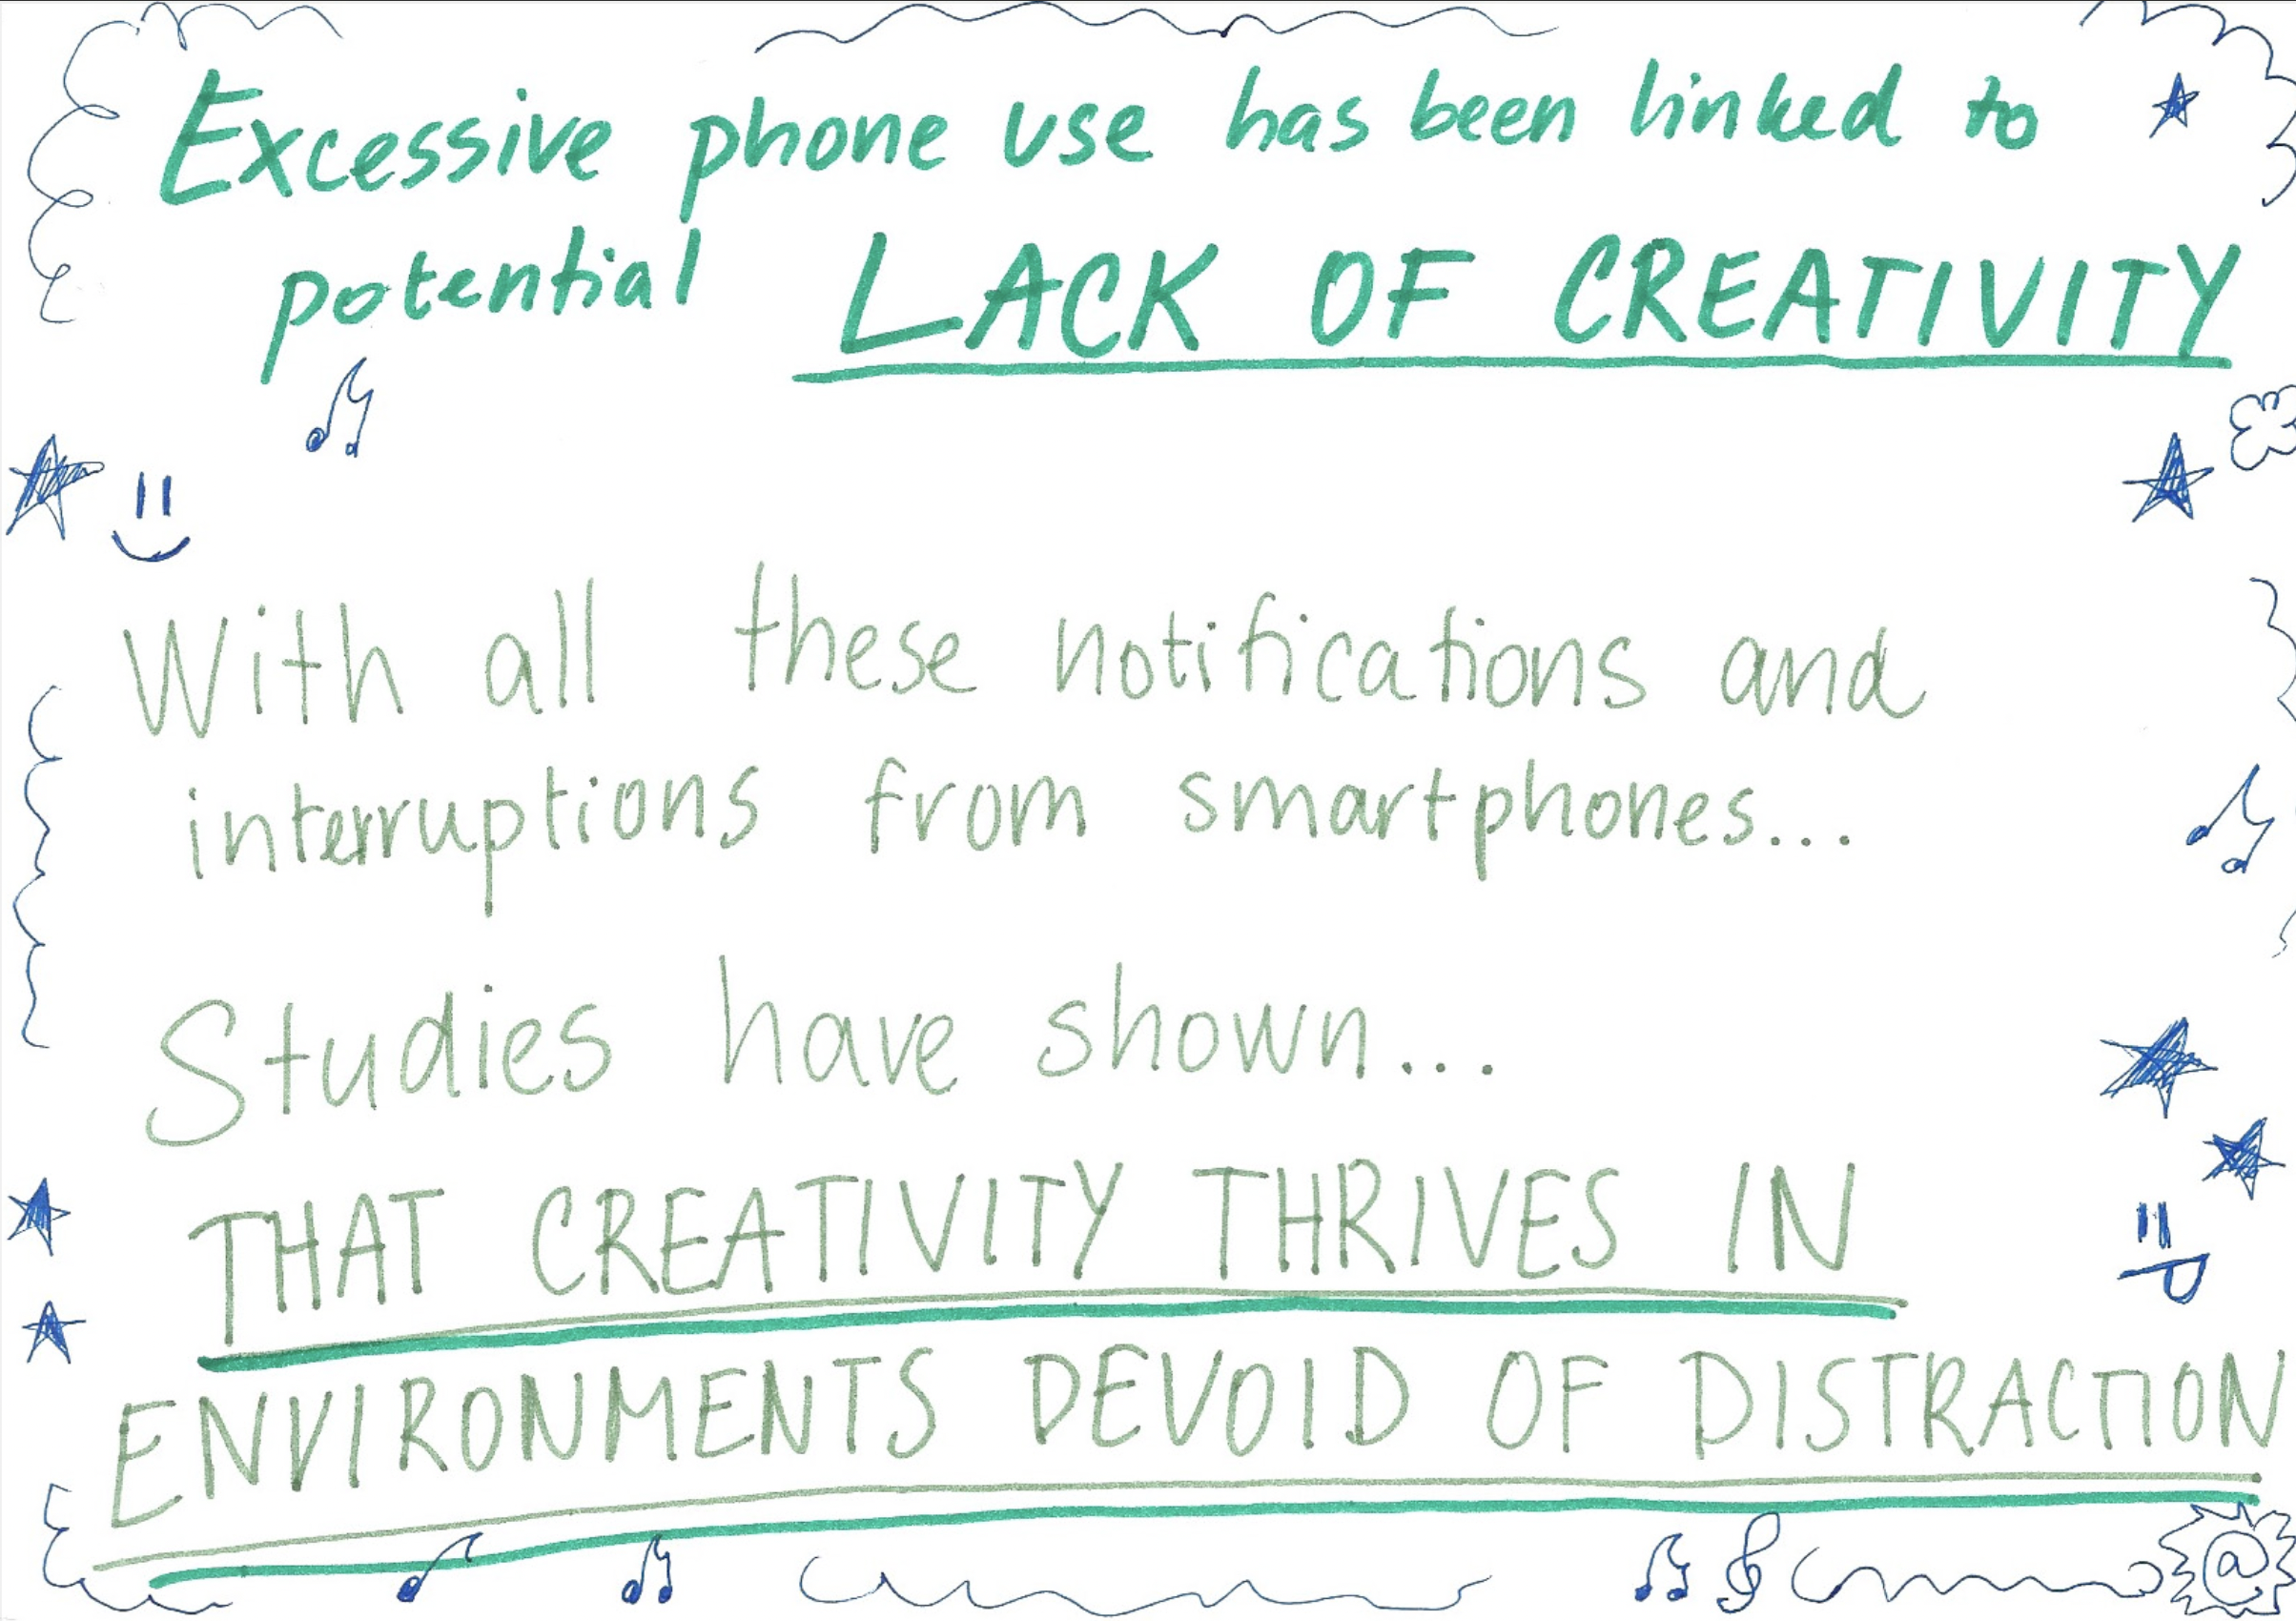 Excessive phone use has been linked to
potential LACK OF CREATIVITY
With all these notifications and
interruptions from smartphones...
Studies have shown...
THAT CREATIVITY THRIVES IN
ENVIRONMENTS DEVOID OF DISTRACTION
@